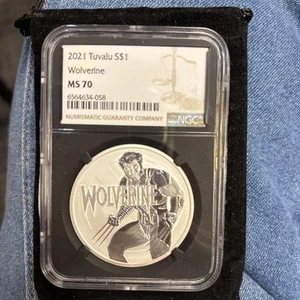 2021 Tuvalu S$1
Wolverine
MS 70
6564634-058
NUMISMATIC GUARANTY COMPANY
NGC
WOLVERINE